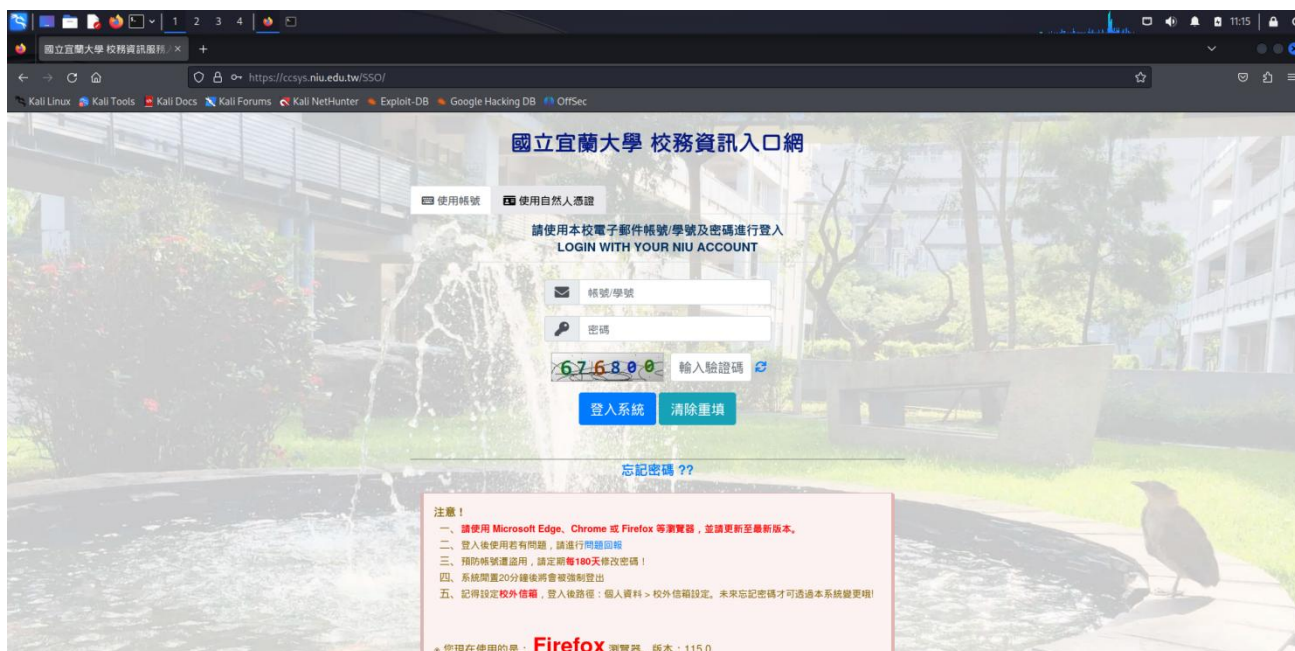 1 2 3 4
11:15
國立宜蘭大學 校務資訊服務
https://ccsys.niu.edu.tw/SSO/
Kali Linux Kali Tools Kali Docs Kali Forums Kali NetHunter Exploit-DB Google Hacking DB OffSec
國立宜蘭大學 校務資訊入口網
使用帳號 使用自然人憑證
請使用本校電子郵件帳號/學號及密碼進行登入
LOGIN WITH YOUR NIU ACCOUNT
帳號/學號
密碼
676800 輸入驗證碼
登入系統 清除重填
忘記密碼 ??
注意！
一、 請使用 Microsoft Edge、Chrome 或 Firefox 等瀏覽器，並請更新至最新版本。
二、 登入後使用若有問題，請進行問題回報
三、 預防帳號遭盜用，請定期每180天修改密碼！
四、 系統閒置20分鐘後將會被強制登出
五、 記得設定校外信箱，登入後路徑：個人資料 > 校外信箱設定。未來忘記密碼才可透過本系統變更哦!
您現在使用的是： Firefox 瀏覽器，版本：115.0